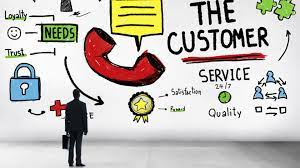 Loyalty
NEEDS
Trust
THE
CUSTOMER
SERVICE
24/7
Satisfaction
Reward
Quality